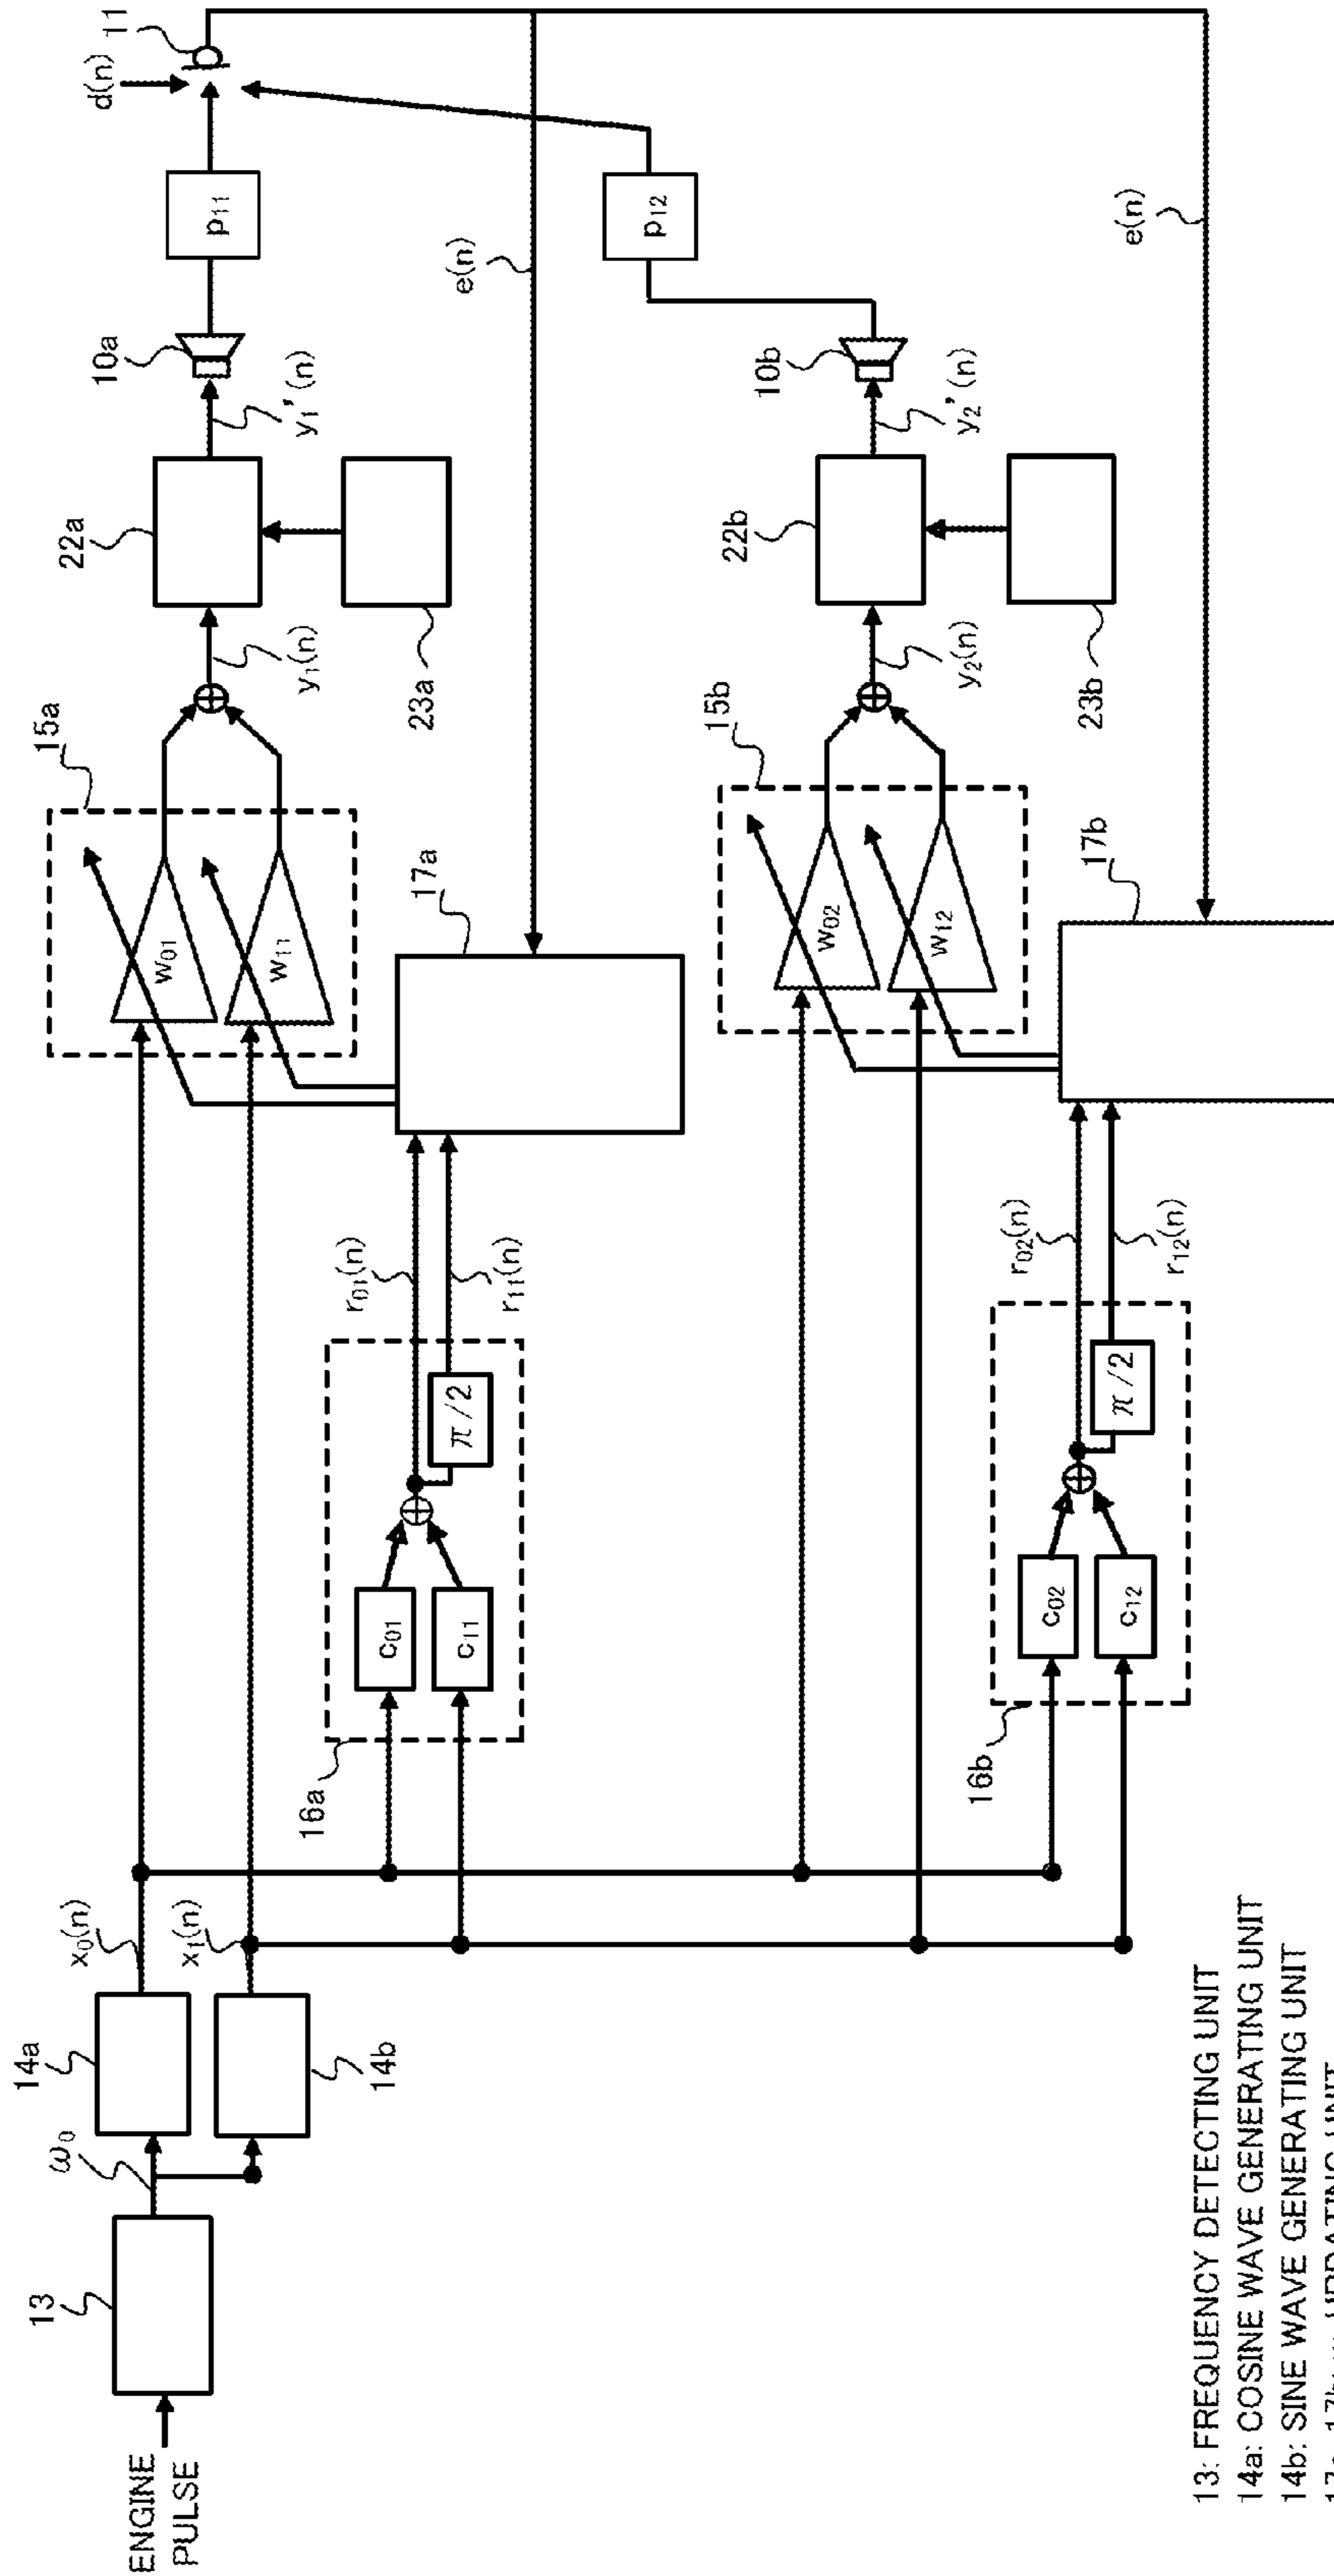 ENGINE
PULSE
13
ω0
14a
14b
x0(n)
x1(n)
16a
c01
c11
π/2
r01(n)
r11(n)
17a
15a
w01
w11
y1(n)
22a
23a
y1'(n)
10a
p11
d(n)
11
e(n)
16b
c02
c12
π/2
r02(n)
r12(n)
17b
15b
w02
w12
y2(n)
22b
23b
y2'(n)
10b
p12
e(n)
13: FREQUENCY DETECTING UNIT
14a: COSINE WAVE GENERATING UNIT
14b: SINE WAVE GENERATING UNIT
UPDATING UNIT